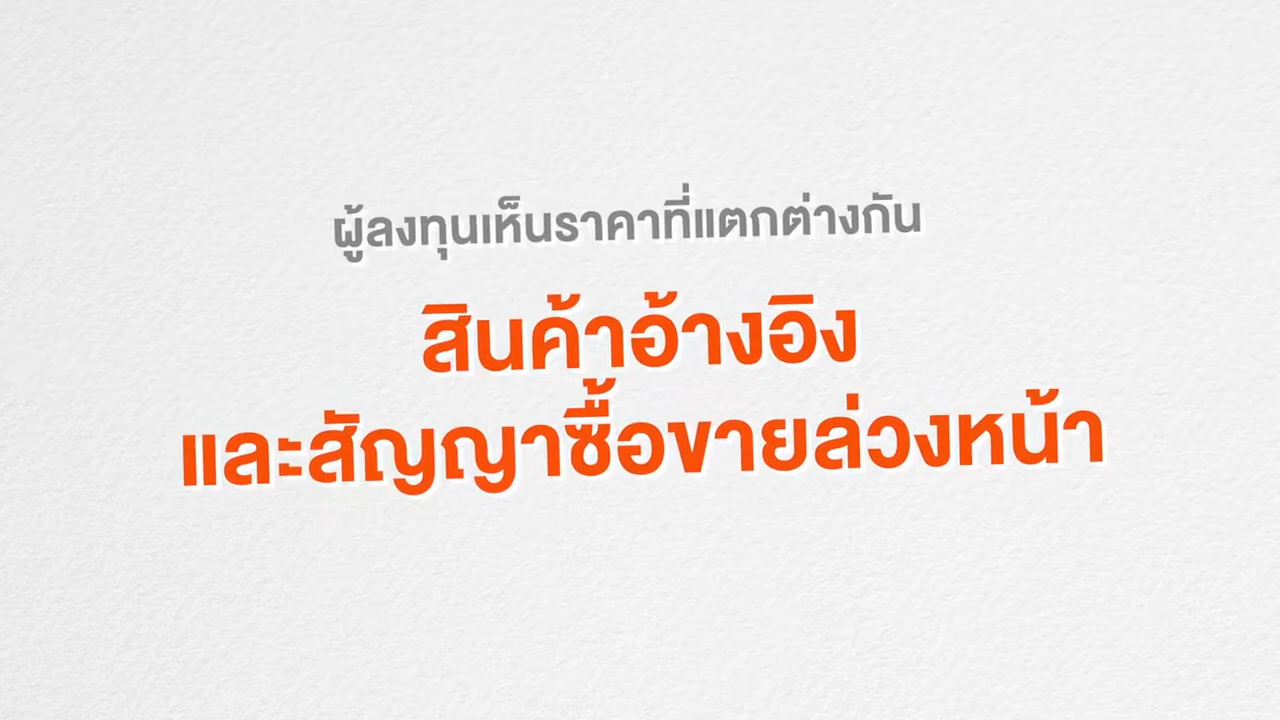 ผู้ลงทุนเห็นราคาที่แตกต่างกัน
สินค้าอ้างอิง
และสัญญาซื้อขายล่วงหน้า